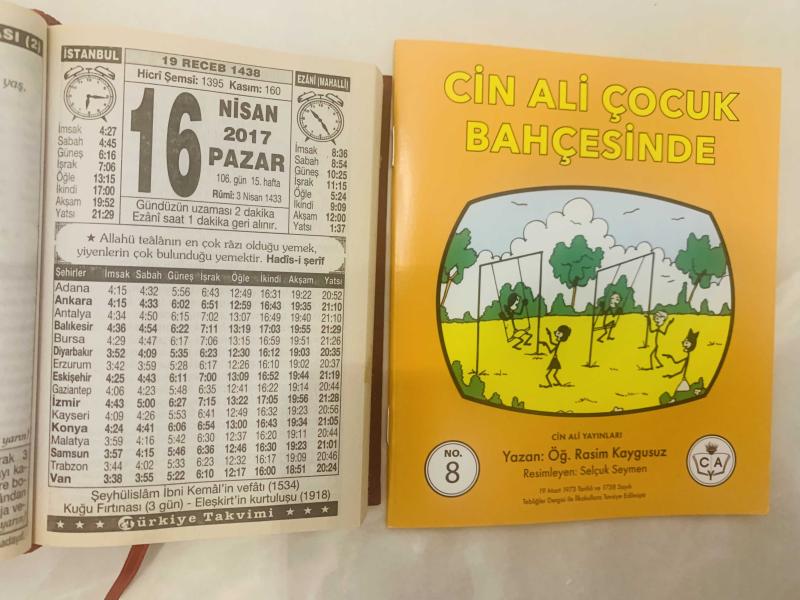 ASI (2)
yaş,
İSTANBUL
19 RECEB 1438
Hicrî Şemsî: 1395 Kasım: 160
EZÂNÎ (MAHALLÎ)
16
NİSAN
2017
PAZAR
106. gün 15. hafta
Rûmî: 3 Nisan 1433
İmsak 4:27
Sabah 4:45
Güneş 6:16
İşrak 7:06
Öğle 13:15
İkindi 17:00
Akşam 19:52
Yatsı 21:29
İmsak 8:36
Sabah 8:54
Güneş 10:25
İşrak 11:15
Öğle 5:24
İkindi 9:09
Akşam 12:00
Yatsı 1:37
Gündüzün uzaması 2 dakika
Ezânî saat 1 dakika geri alınır.
★ Allahü teâlânın en çok râzı olduğu yemek,
yiyenlerin çok bulunduğu yemektir. Hadîs-i şerîf
Şehirler İmsak Sabah Güneş İşrak Öğle İkindi Akşam Yatsı
Adana 4:15 4:32 5:56 6:43 12:49 16:31 19:22 20:52
Ankara 4:15 4:33 6:02 6:51 12:59 16:43 19:35 21:10
Antalya 4:34 4:50 6:15 7:02 13:07 16:49 19:40 21:10
Balıkesir 4:36 4:54 6:22 7:11 13:19 17:03 19:55 21:29
Bursa 4:29 4:47 6:17 7:06 13:15 16:59 19:51 21:26
Diyarbakır 3:52 4:09 5:35 6:23 12:30 16:12 19:03 20:35
Erzurum 3:42 3:59 5:28 6:17 12:26 16:10 19:02 20:37
Eskişehir 4:25 4:43 6:11 7:00 13:09 16:52 19:44 21:19
Gaziantep 4:06 4:23 5:48 6:35 12:41 16:22 19:14 20:44
İzmir 4:43 5:00 6:27 7:15 13:22 17:05 19:56 21:28
Kayseri 4:09 4:26 5:53 6:41 12:49 16:32 19:23 20:56
Konya 4:24 4:41 6:06 6:54 13:00 16:43 19:34 21:05
Malatya 3:59 4:16 5:42 6:30 12:37 16:20 19:11 20:44
Samsun 3:57 4:15 5:46 6:36 12:46 16:30 19:23 21:01
Trabzon 3:44 4:02 5:33 6:23 12:32 16:17 19:09 20:46
Van 3:38 3:55 5:22 6:10 12:17 16:00 18:51 20:24
Şeyhülislâm İbni Kemâl'in vefâtı (1534)
Kuğu Fırtınası (3 gün) - Eleşkirt'in kurtuluşu (1918)
Türkiye Takvimi
CİN ALİ ÇOCUK
BAHÇESİNDE
CİN ALİ YAYINLARI
NO.
8
Yazan: Öğ. Rasim Kaygusuz
Resimleyen: Selçuk Seymen
19 Mart 1973 Tarihli ve 1738 Sayılı
Tebliğler Dergisi ile İlkokullara Tavsiye Edilmiştir
C A
Y